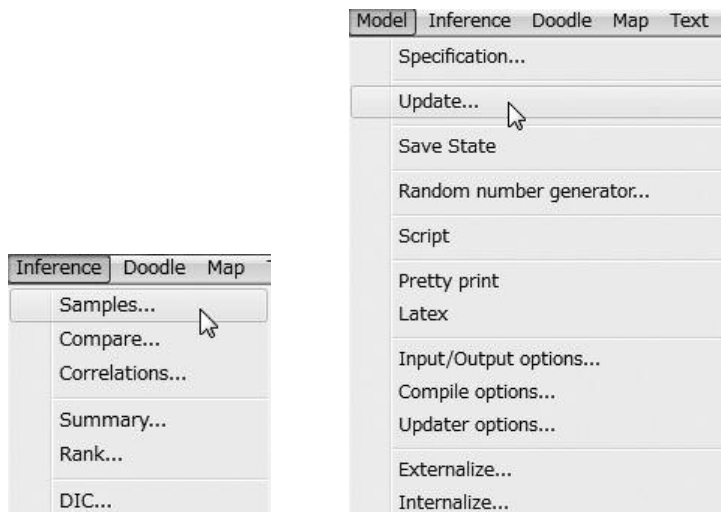 Inference Doodle Map
Samples...
Compare...
Correlations...
Summary...
Rank...
DIC...
Model Inference Doodle Map Text
Specification...
Update...
Save State
Random number generator...
Script
Pretty print
Latex
Input/Output options...
Compile options...
Updater options...
Externalize...
Internalize...